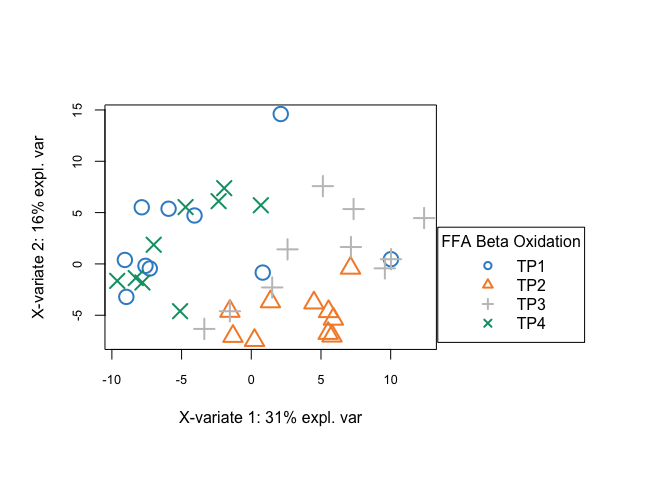 15
10
5
0
-5
X-variate 2: 16% expl. var
-10 -5 0 5 10
X-variate 1: 31% expl. var
FFA Beta Oxidation
TP1
TP2
TP3
TP4